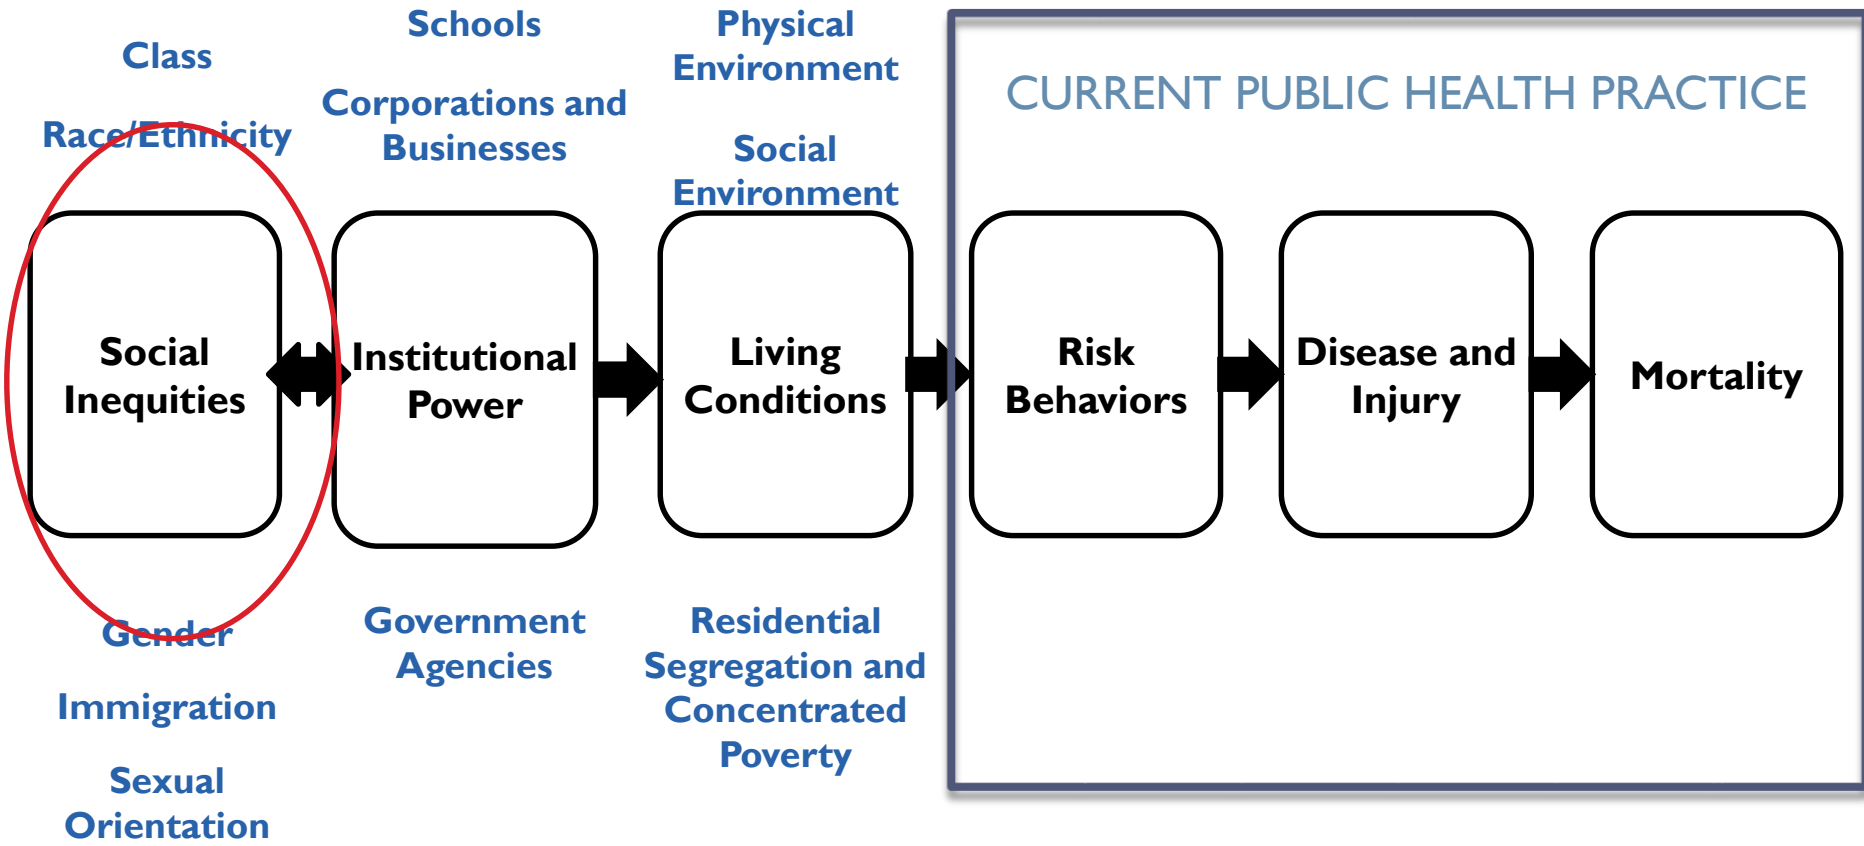 Class
Race/Ethnicity
Social
Inequities
Gender
Immigration
Sexual
Orientation
Schools
Corporations and
Businesses
Institutional
Power
Government
Agencies
Physical
Environment
Social
Environment
Living
Conditions
Residential
Segregation and
Concentrated
Poverty
CURRENT PUBLIC HEALTH PRACTICE
Risk
Behaviors
Disease and
Injury
Mortality